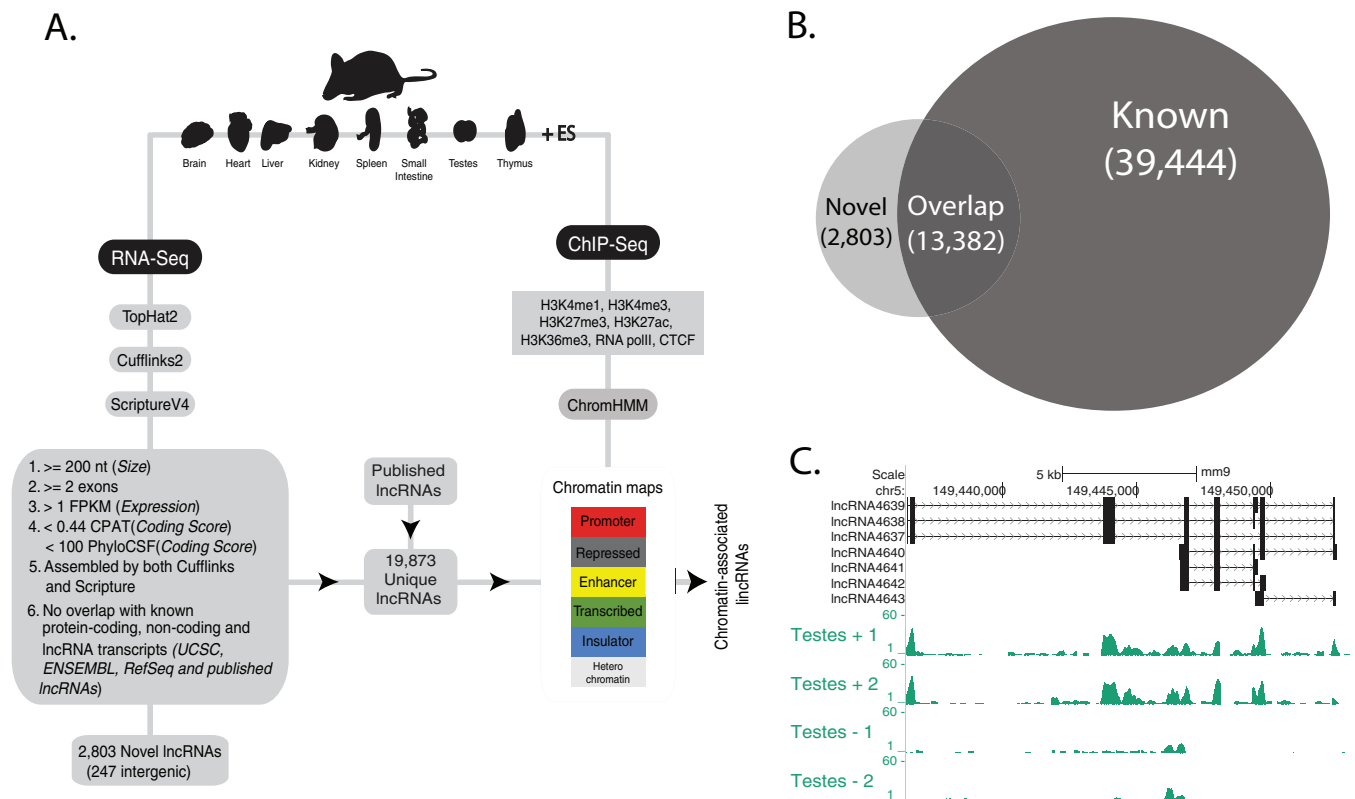 A.
+ ES
Brain Heart Liver Kidney Spleen Small Intestine Testes Thymus
RNA-Seq
TopHat2
Cufflinks2
ScriptureV4
1. >= 200 nt (Size)
2. >= 2 exons
3. > 1 FPKM (Expression)
4. < 0.44 CPAT(Coding Score)
< 100 PhyloCSF(Coding Score)
5. Assembled by both Cufflinks
and Scripture
6. No overlap with known
protein-coding, non-coding and
lncRNA transcripts (UCSC,
ENSEMBL, RefSeq and published
lncRNAs)
2,803 Novel lncRNAs
(247 intergenic)
Published
lncRNAs
19,873
Unique
lncRNAs
ChIP-Seq
H3K4me1, H3K4me3,
H3K27me3, H3K27ac,
H3K36me3, RNA polII, CTCF
ChromHMM
Chromatin maps
Promoter
Repressed
Enhancer
Transcribed
Insulator
Hetero
chromatin
Chromatin-associated
lincRNAs
B.
Known
(39,444)
Novel
(2,803)
Overlap
(13,382)
C.
Scale 5 kb mm9
chr5: 149,440,000 149,445,000 149,450,000
lncRNA4639
lncRNA4638
lncRNA4637
lncRNA4640
lncRNA4641
lncRNA4642
lncRNA4643
60 -
Testes + 1
1 -
60 -
Testes + 2
1 -
60 -
Testes - 1
1 -
60 -
Testes - 2
1 -